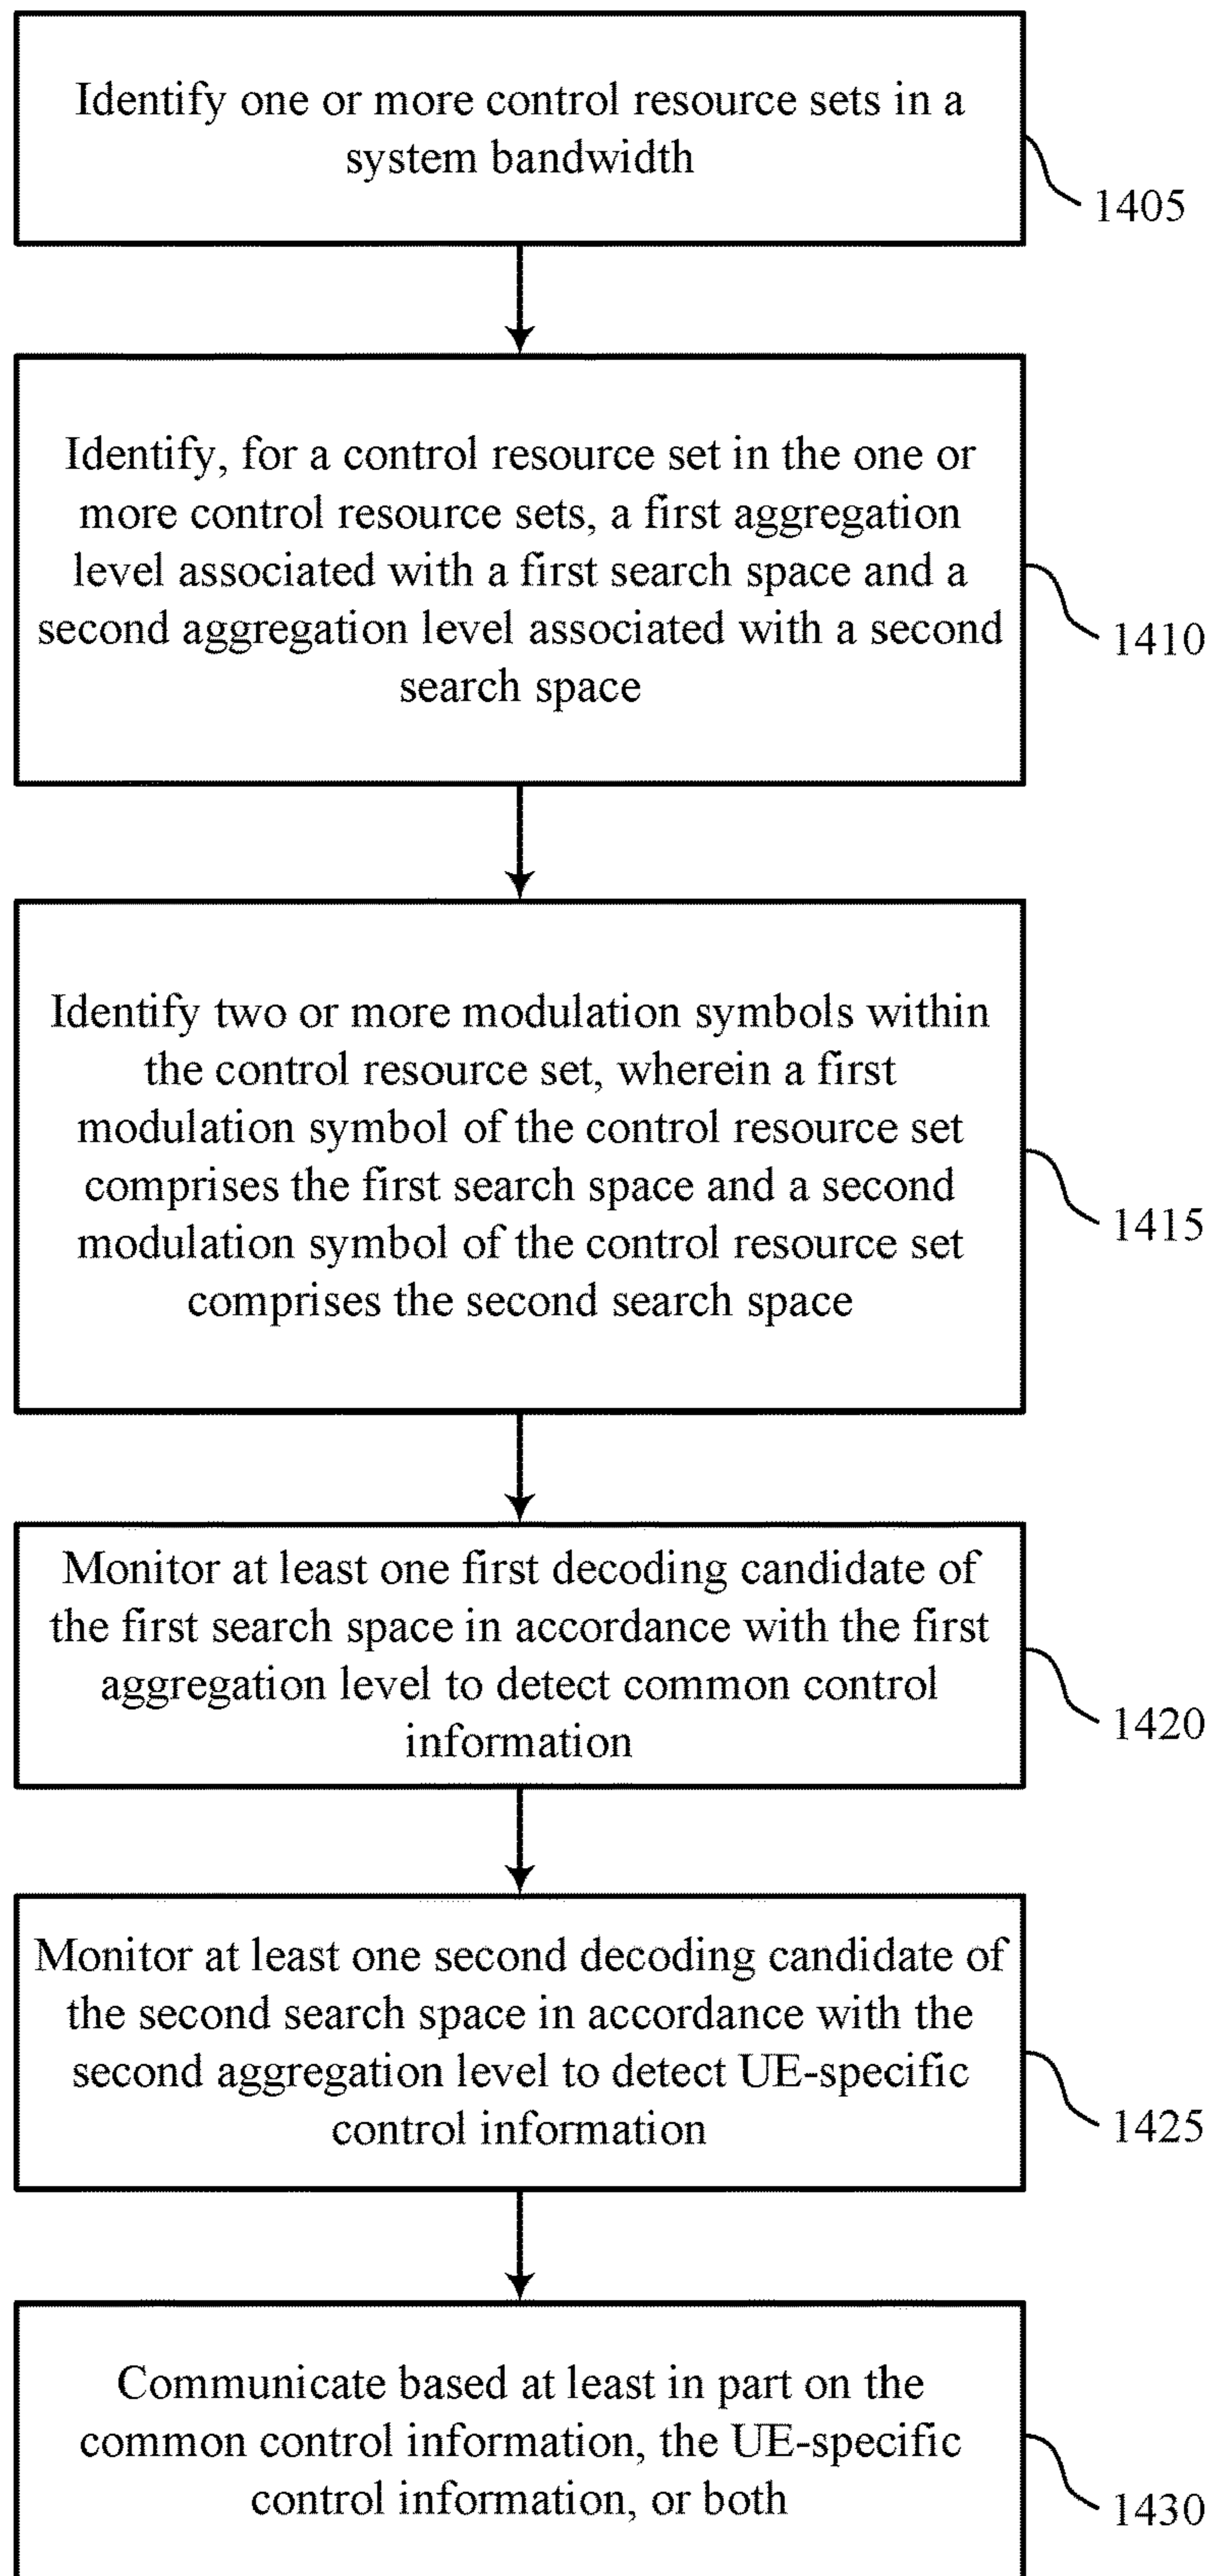 Identify one or more control resource sets in a
system bandwidth
1405
Identify, for a control resource set in the one or
more control resource sets, a first aggregation
level associated with a first search space and a
second aggregation level associated with a second
search space
1410
Identify two or more modulation symbols within
the control resource set, wherein a first
modulation symbol of the control resource set
comprises the first search space and a second
modulation symbol of the control resource set
comprises the second search space
1415
Monitor at least one first decoding candidate of
the first search space in accordance with the first
aggregation level to detect common control
information
1420
Monitor at least one second decoding candidate of
the second search space in accordance with the
second aggregation level to detect UE-specific
control information
1425
Communicate based at least in part on the
common control information, the UE-specific
control information, or both
1430